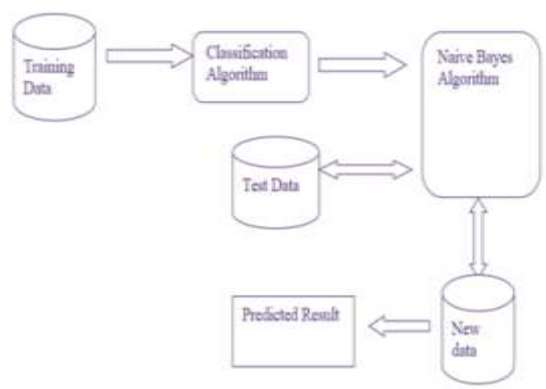 Training
Data
Classification
Algorithm
Naive Bayes
Algorithm
Test Data
Predicted Result
New
data